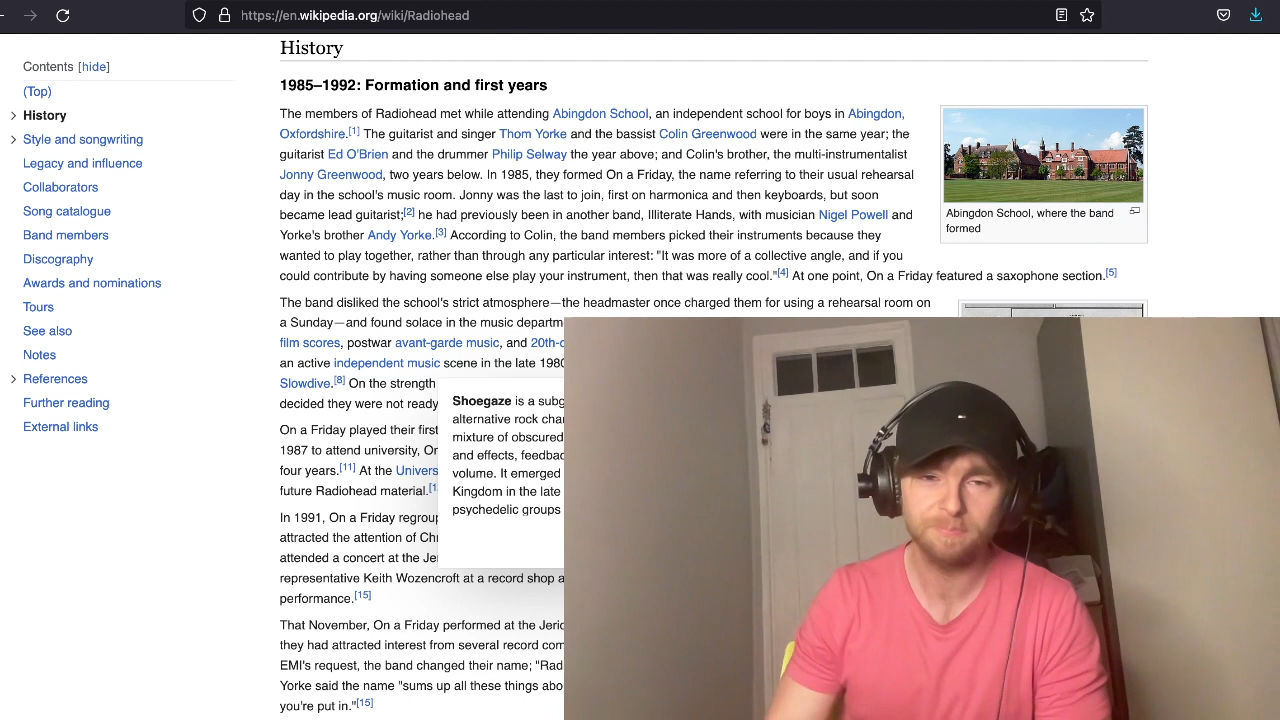 https://en.wikipedia.org/wiki/Radiohead
Contents [hide]
(Top)
History
Style and songwriting
Legacy and influence
Collaborators
Song catalogue
Band members
Discography
Awards and nominations
Tours
See also
Notes
References
Further reading
External links
History
1985–1992: Formation and first years
The members of Radiohead met while attending Abingdon School, an independent school for boys in Abingdon,
Oxfordshire.[1] The guitarist and singer Thom Yorke and the bassist Colin Greenwood were in the same year; the
guitarist Ed O'Brien and the drummer Philip Selway the year above; and Colin's brother, the multi-instrumentalist
Jonny Greenwood, two years below. In 1985, they formed On a Friday, the name referring to their usual rehearsal
day in the school's music room. Jonny was the last to join, first on harmonica and then keyboards, but soon
became lead guitarist;[2] he had previously been in another band, Illiterate Hands, with musician Nigel Powell and
Yorke's brother Andy Yorke.[3] According to Colin, the band members picked their instruments because they
wanted to play together, rather than through any particular interest: "It was more of a collective angle, and if you
could contribute by having someone else play your instrument, then that was really cool."[4] At one point, On a Friday featured a saxophone section.[5]
Abingdon School, where the band
formed
The band disliked the school's strict atmosphere—the headmaster once charged them for using a rehearsal room on
a Sunday—and found solace in the music departm
film scores, postwar avant-garde music, and 20th-c
an active independent music scene in the late 1980
Slowdive.[8] On the strength
decided they were not ready
On a Friday played their first
1987 to attend university, On
four years.[11] At the Univers
future Radiohead material.[1
In 1991, On a Friday regroup
attracted the attention of Ch
attended a concert at the Je
representative Keith Wozencroft at a record shop a
performance.[15]
That November, On a Friday performed at the Jeric
they had attracted interest from several record com
EMI's request, the band changed their name; "Rad
Yorke said the name "sums up all these things abo
you're put in."[15]
Shoegaze is a subg
alternative rock char
mixture of obscured
and effects, feedbac
volume. It emerged
Kingdom in the late
psychedelic groups